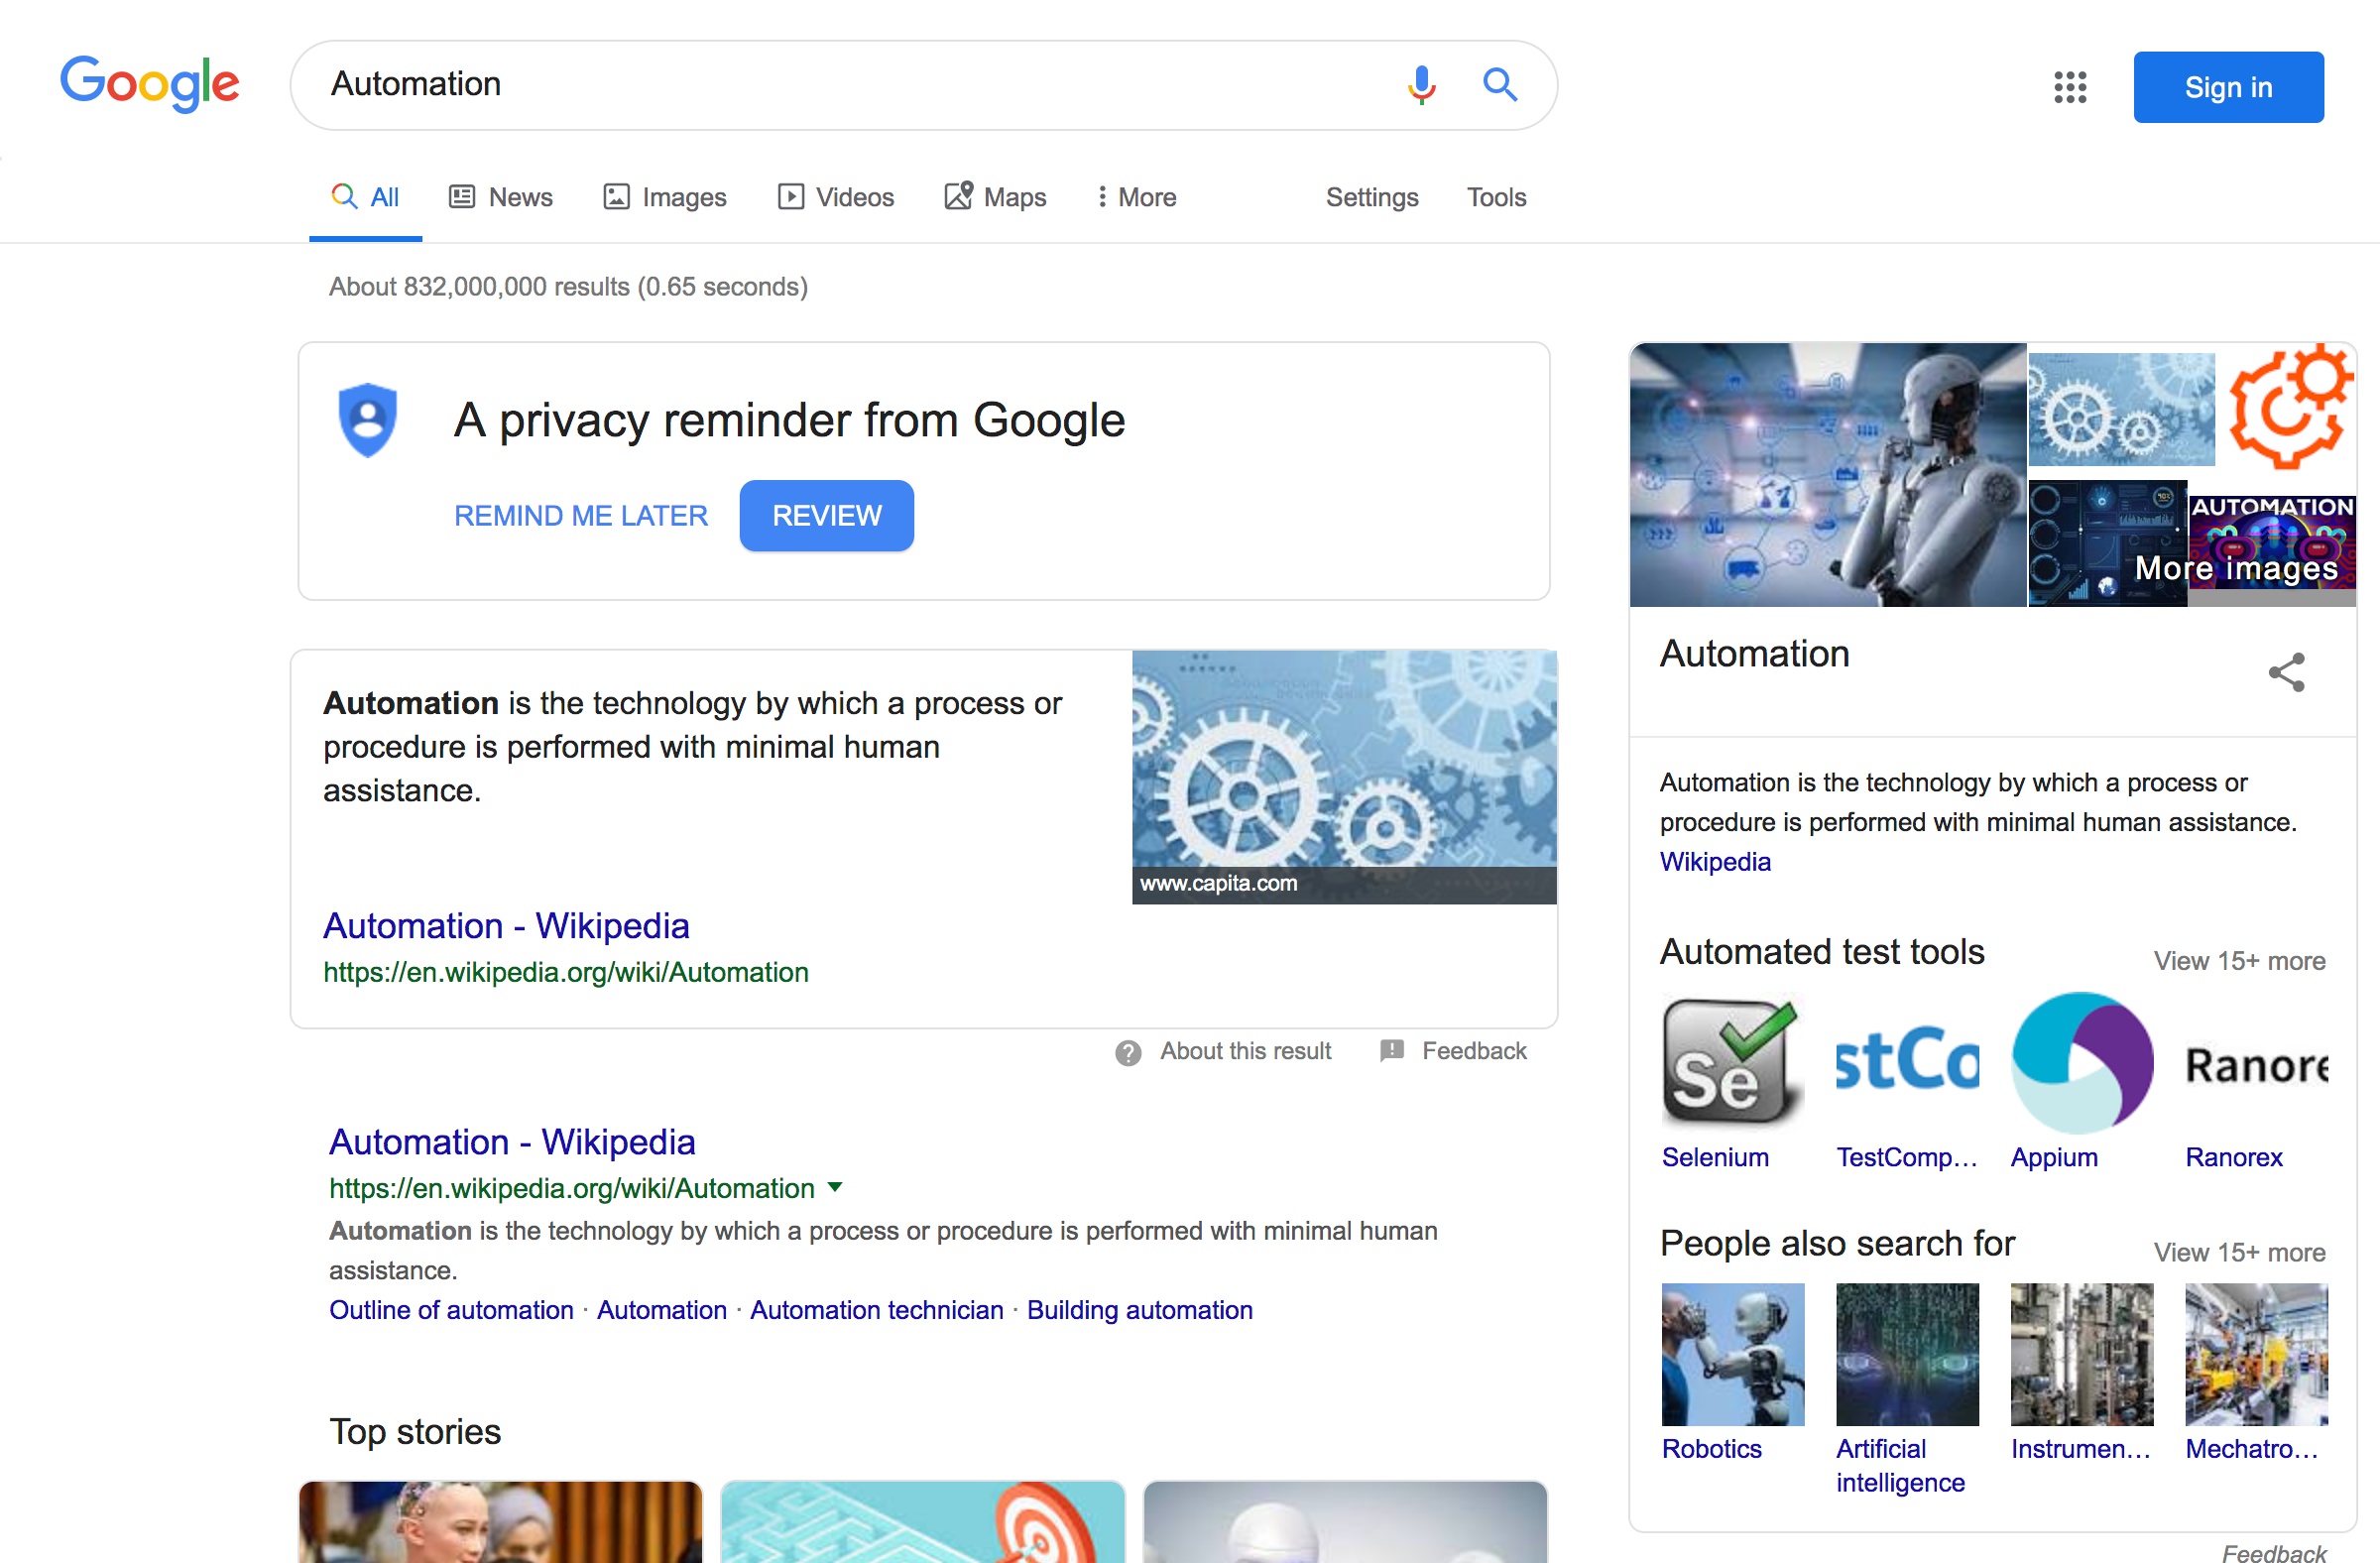 Google
Automation
Sign in
All
News
Images
Videos
Maps
More
Settings
Tools
About 832,000,000 results (0.65 seconds)
A privacy reminder from Google
REMIND ME LATER
REVIEW
Automation is the technology by which a process or
procedure is performed with minimal human
assistance.
www.capita.com
Automation - Wikipedia
https://en.wikipedia.org/wiki/Automation
About this result
Feedback
Automation - Wikipedia
https://en.wikipedia.org/wiki/Automation
Automation is the technology by which a process or procedure is performed with minimal human
assistance.
Outline of automation · Automation · Automation technician · Building automation
Top stories
AUTOMATION
More images
Automation
Automation is the technology by which a process or
procedure is performed with minimal human assistance.
Wikipedia
Automated test tools
View 15+ more
Se
stCo
Ranore
Selenium
TestComp...
Appium
Ranorex
People also search for
View 15+ more
Robotics
Artificial
intelligence
Instrumen...
Mechatro...
Feedback